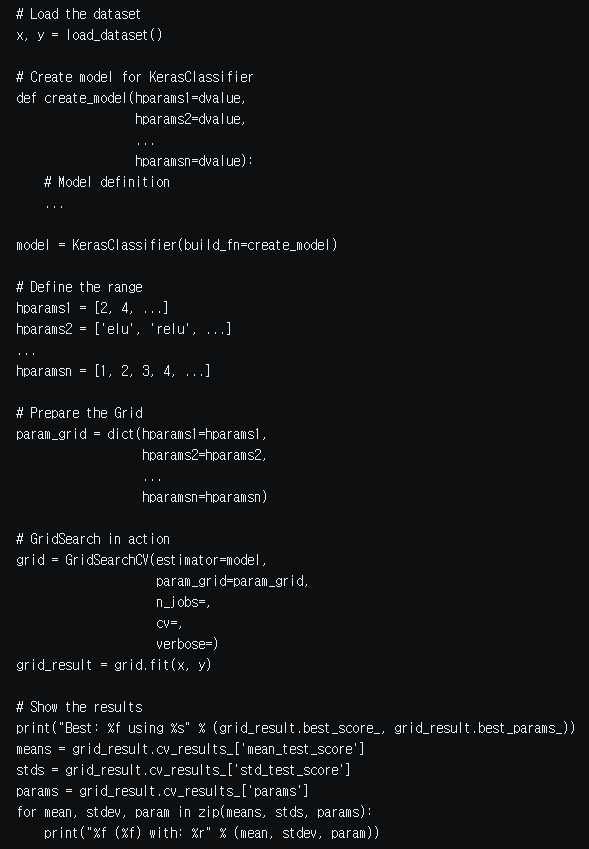 # Load the dataset
x, y = load_dataset()
# Create model for KerasClassifier
def create_model(hparams1=dvalue,
hparams2=dvalue,
...
hparamsn=dvalue):
# Model definition
...
model = KerasClassifier(build_fn=create_model)
# Define the range
hparams1 = [2, 4, ...]
hparams2 = ['elu', 'relu', ...]
...
hparamsn = [1, 2, 3, 4, ...]
# Prepare the Grid
param_grid = dict(hparams1=hparams1,
hparams2=hparams2,
...
hparamsn=hparamsn)
# GridSearch in action
grid = GridSearchCV(estimator=model,
param_grid=param_grid,
n_jobs=,
cv=,
verbose=)
grid_result = grid.fit(x, y)
# Show the results
print("Best: %f using %s" % (grid_result.best_score_, grid_result.best_params_))
means = grid_result.cv_results_['mean_test_score']
stds = grid_result.cv_results_['std_test_score']
params = grid_result.cv_results_['params']
for mean, stdev, param in zip(means, stds, params):
print("%f (%f) with: %r" % (mean, stdev, param))